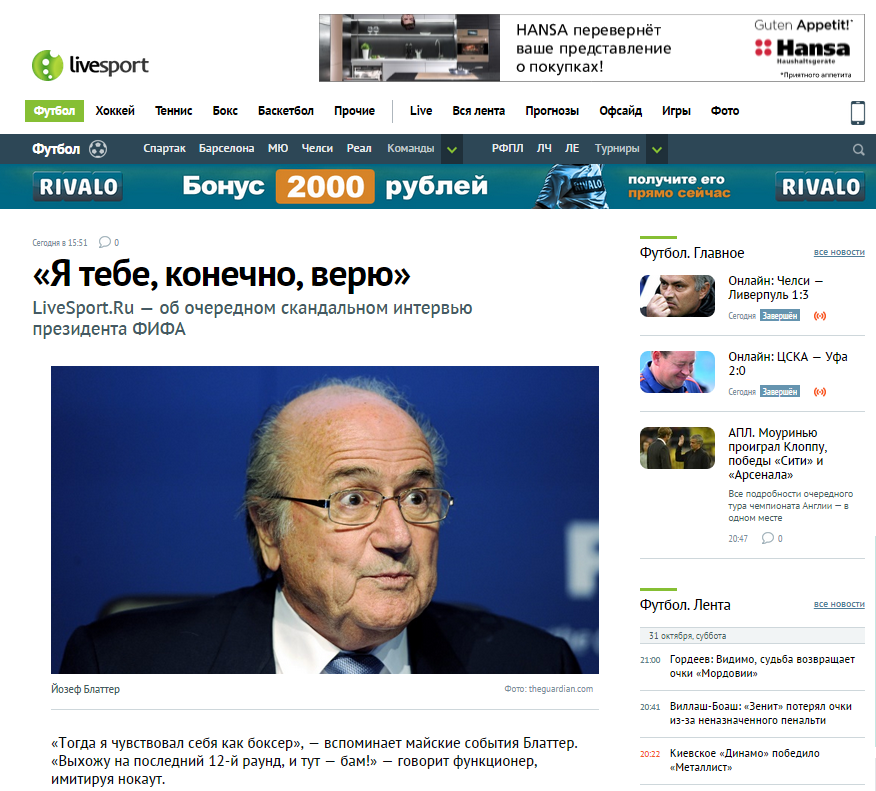 HANSA перевернёт
ваше представление
о покупках!
Guten Appetit!*
Hansa
Haushaltsgeräte
*Приятного аппетита
livesport
Футбол Хоккей Теннис Бокс Баскетбол Прочие Live Вся лента Прогнозы Офсайд Игры Фото
Футбол Спартак Барселона МЮ Челси Реал Команды РФПЛ ЛЧ ЛЕ Турниры
RIVALO Бонус 2000 рублей RIVALO получите его
прямо сейчас RIVALO
Сегодня в 15:51 0
«Я тебе, конечно, верю»
LiveSport.Ru — об очередном скандальном интервью
президента ФИФА
Йозеф Блаттер Фото: theguardian.com
«Тогда я чувствовал себя как боксер», — вспоминает майские события Блаттер.
«Выхожу на последний 12-й раунд, и тут — бам!» — говорит функционер,
имитируя нокаут.
Футбол. Главное все новости
Онлайн: Челси —
Ливерпуль 1:3
Сегодня Завершён
Онлайн: ЦСКА — Уфа
2:0
Сегодня Завершён
АПЛ. Моуринью
проиграл Клоппу,
победы «Сити» и
«Арсенала»
Все подробности очередного
тура чемпионата Англии — в
одном месте
20:47 0
Футбол. Лента все новости
31 октября, суббота
21:00 Гордеев: Видимо, судьба возвращает
очки «Мордовии»
20:41 Виллаш-Боаш: «Зенит» потерял очки
из-за неназначенного пенальти
20:22 Киевское «Динамо» победило
«Металлист»